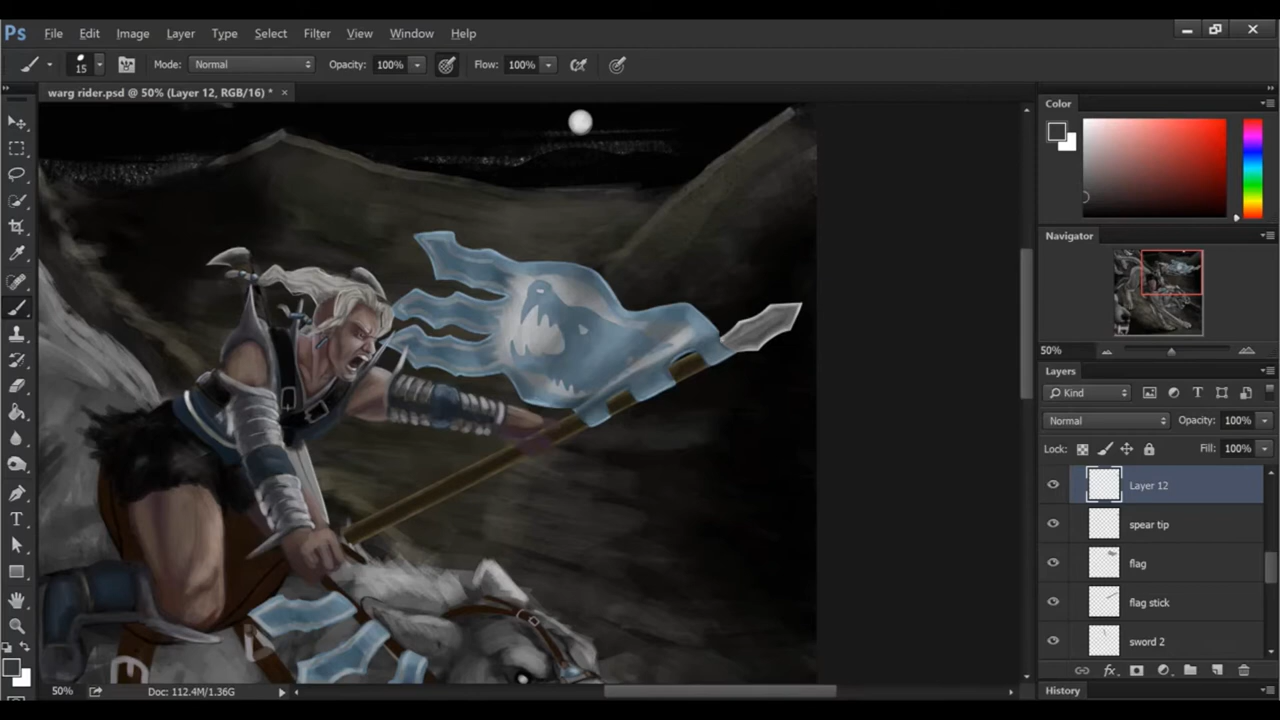 Ps File Edit Image Layer Type Select Filter View Window Help
15 Mode: Normal Opacity: 100% Flow: 100%
warg rider.psd @ 50% (Layer 12, RGB/16) * ×
Color
Navigator
50%
Layers
Kind
Normal Opacity: 100%
Lock: Fill: 100%
Layer 12
spear tip
flag
flag stick
sword 2
50% Doc: 112.4M/1.36G
History